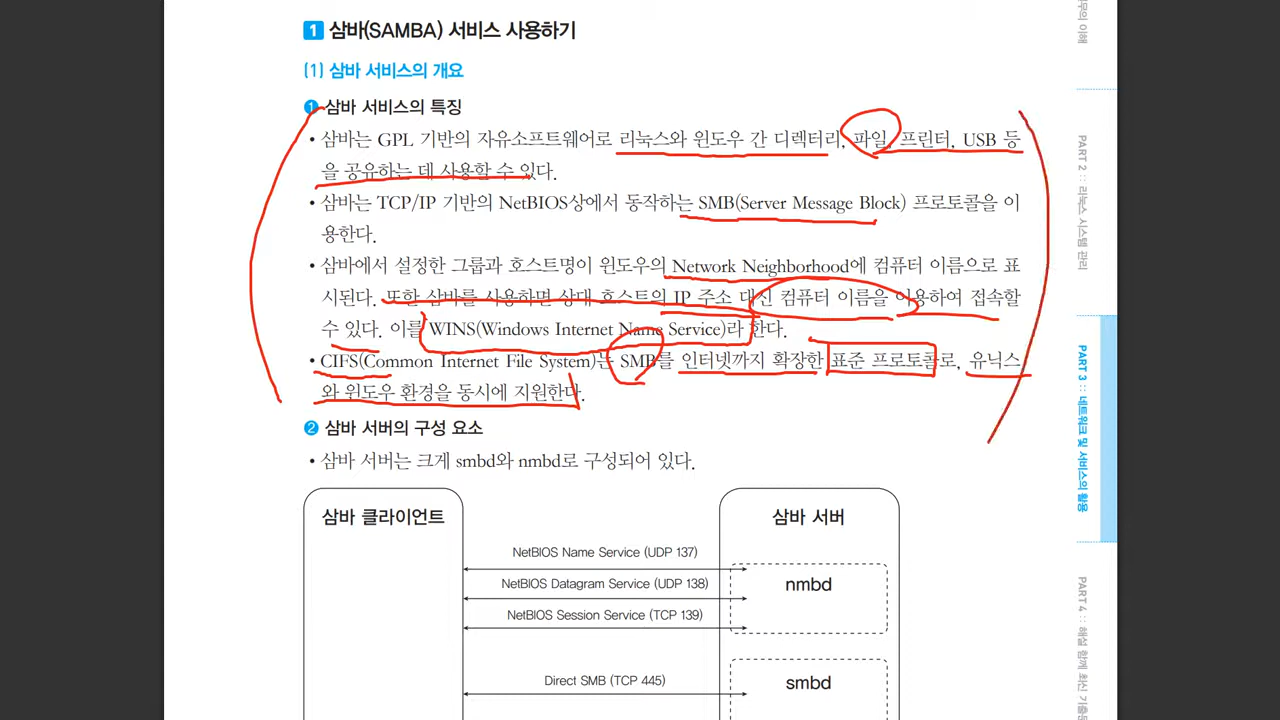 1 삼바(SAMBA) 서비스 사용하기
(1) 삼바 서비스의 개요
❶ 삼바 서비스의 특징
• 삼바는 GPL 기반의 자유소프트웨어로 리눅스와 윈도우 간 디렉터리, 파일, 프린터, USB 등
을 공유하는 데 사용할 수 있다.
• 삼바는 TCP/IP 기반의 NetBIOS상에서 동작하는 SMB(Server Message Block) 프로토콜을 이
용한다.
• 삼바에서 설정한 그룹과 호스트명이 윈도우의 Network Neighborhood에 컴퓨터 이름으로 표
시된다. 또한 삼바를 사용하면 상대 호스트의 IP 주소 대신 컴퓨터 이름을 이용하여 접속할
수 있다. 이를 WINS(Windows Internet Name Service)라 한다.
• CIFS(Common Internet File System)는 SMB를 인터넷까지 확장한 표준 프로토콜로, 유닉스
와 윈도우 환경을 동시에 지원한다.
❷ 삼바 서버의 구성 요소
• 삼바 서버는 크게 smbd와 nmbd로 구성되어 있다.
삼바 클라이언트
삼바 서버
NetBIOS Name Service (UDP 137)
NetBIOS Datagram Service (UDP 138)
NetBIOS Session Service (TCP 139)
nmbd
Direct SMB (TCP 445)
smbd
의 이해
PART 2 :: 리눅스 시스템 관리
PART 3 :: 네트워크 및 서비스의 활용
PART 4 :: 해설 함께 최신 기출